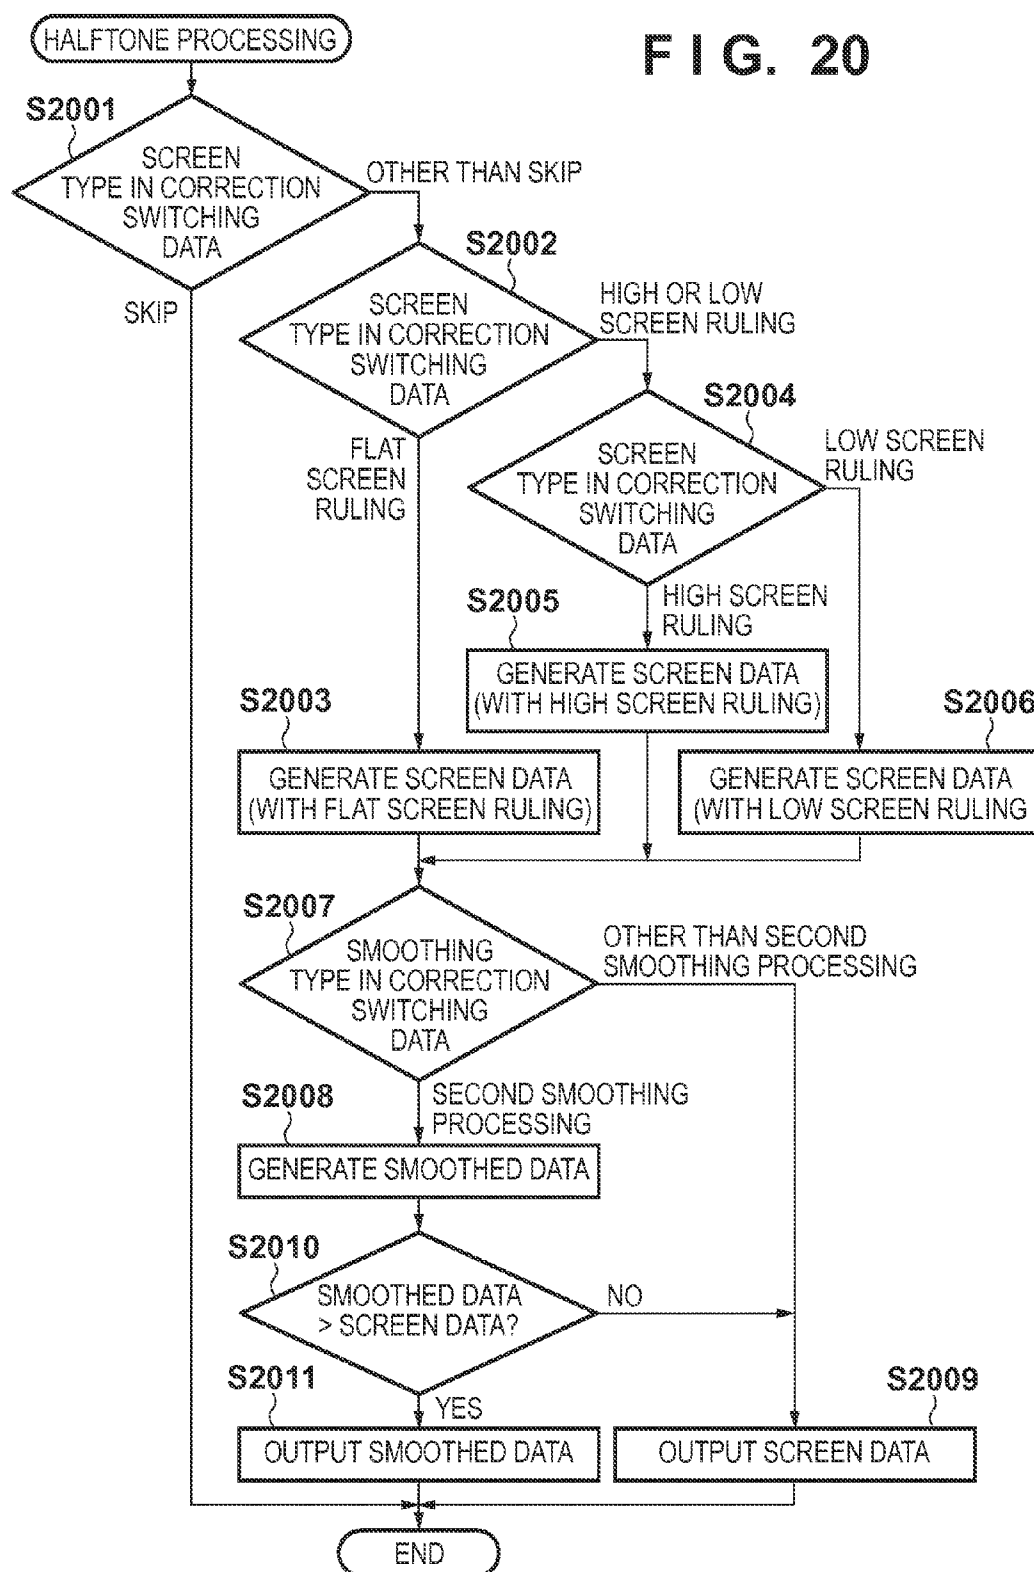 HALFTONE PROCESSING
FIG. 20
S2001
SCREEN
TYPE IN CORRECTION
SWITCHING
DATA
OTHER THAN SKIP
SKIP
S2002
SCREEN
TYPE IN CORRECTION
SWITCHING
DATA
HIGH OR LOW
SCREEN RULING
FLAT
SCREEN
RULING
S2004
SCREEN
TYPE IN CORRECTION
SWITCHING
DATA
LOW SCREEN
RULING
HIGH SCREEN
RULING
S2005
GENERATE SCREEN DATA
(WITH HIGH SCREEN RULING)
S2003
GENERATE SCREEN DATA
(WITH FLAT SCREEN RULING)
S2006
GENERATE SCREEN DATA
(WITH LOW SCREEN RULING
S2007
SMOOTHING
TYPE IN CORRECTION
SWITCHING
DATA
OTHER THAN SECOND
SMOOTHING PROCESSING
SECOND SMOOTHING
PROCESSING
S2008
GENERATE SMOOTHED DATA
S2010
SMOOTHED DATA
> SCREEN DATA?
NO
YES
S2011
OUTPUT SMOOTHED DATA
S2009
OUTPUT SCREEN DATA
END